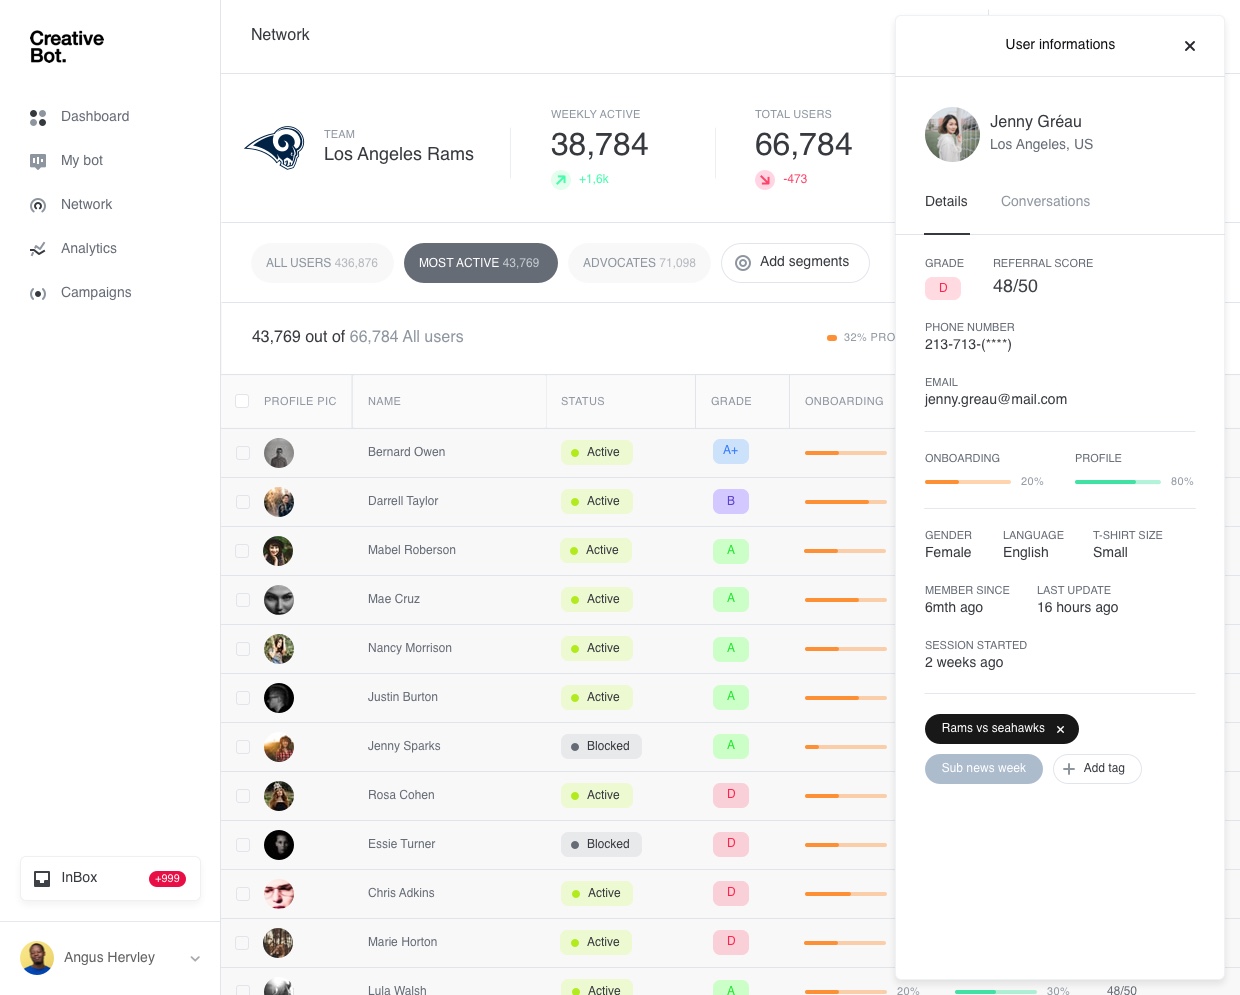 Creative
Bot.
Dashboard
My bot
Network
Analytics
Campaigns
InBox
+999
Angus Hervley
Network
TEAM
Los Angeles Rams
WEEKLY ACTIVE
38,784
+1,6k
TOTAL USERS
66,784
-473
ALL USERS 436,876
MOST ACTIVE 43,769
ADVOCATES 71,098
Add segments
43,769 out of 66,784 All users
32% PRO
PROFILE PIC NAME STATUS GRADE ONBOARDING
Bernard Owen Active A+
Darrell Taylor Active B
Mabel Roberson Active A
Mae Cruz Active A
Nancy Morrison Active A
Justin Burton Active A
Jenny Sparks Blocked A
Rosa Cohen Active D
Essie Turner Blocked D
Chris Adkins Active D
Marie Horton Active D
Lula Walsh Active 20% 30% 48/50
User informations
Jenny Gréau
Los Angeles, US
Details Conversations
GRADE REFERRAL SCORE
D 48/50
PHONE NUMBER
213-713-(****)
EMAIL
jenny.greau@mail.com
ONBOARDING PROFILE
20% 80%
GENDER LANGUAGE T-SHIRT SIZE
Female English Small
MEMBER SINCE LAST UPDATE
6mth ago 16 hours ago
SESSION STARTED
2 weeks ago
Rams vs seahawks
Sub news week Add tag